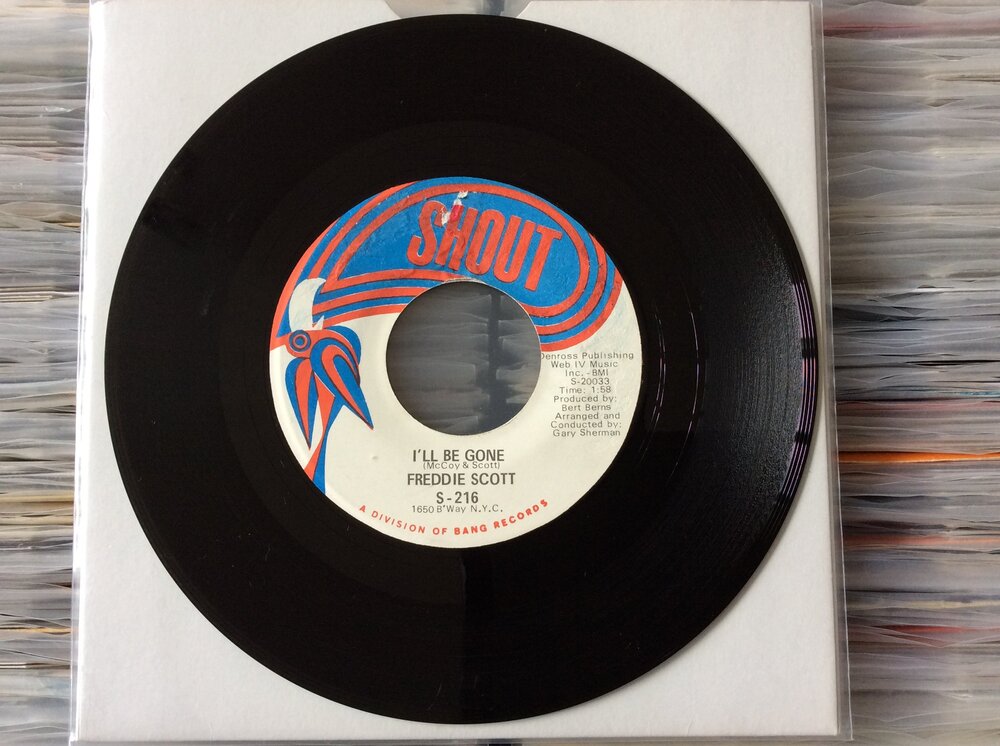 SHOUT
Denross Publishing
Web IV Music
Inc. - BMI
S-20033
Time: 1:58
Produced by:
Bert Berns
Arranged and
Conducted by:
Gary Sherman
I'LL BE GONE
(McCoy & Scott)
FREDDIE SCOTT
S-216
1650 B'Way N.Y.C.
A DIVISION OF BANG RECORDS